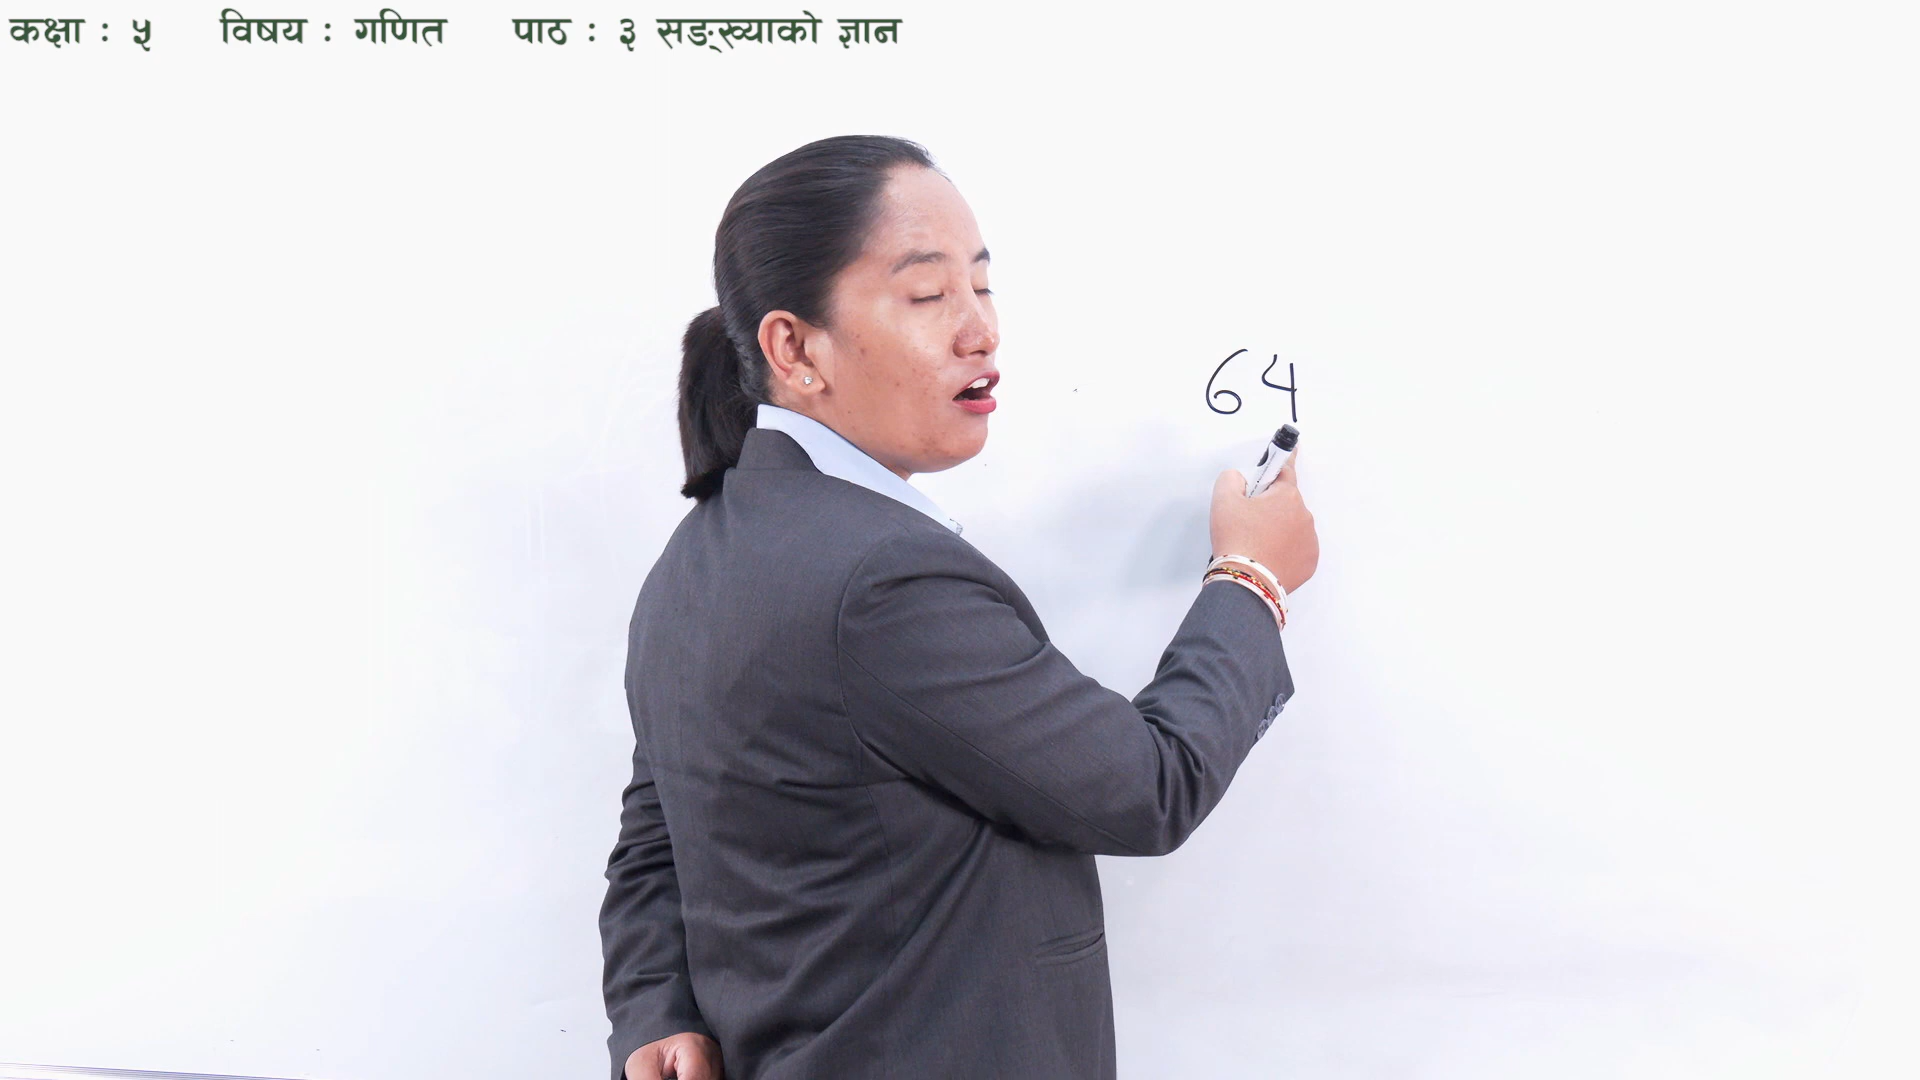 कक्षा : ५ विषय : गणित पाठ : ३ सङ्ख्याको ज्ञान
64